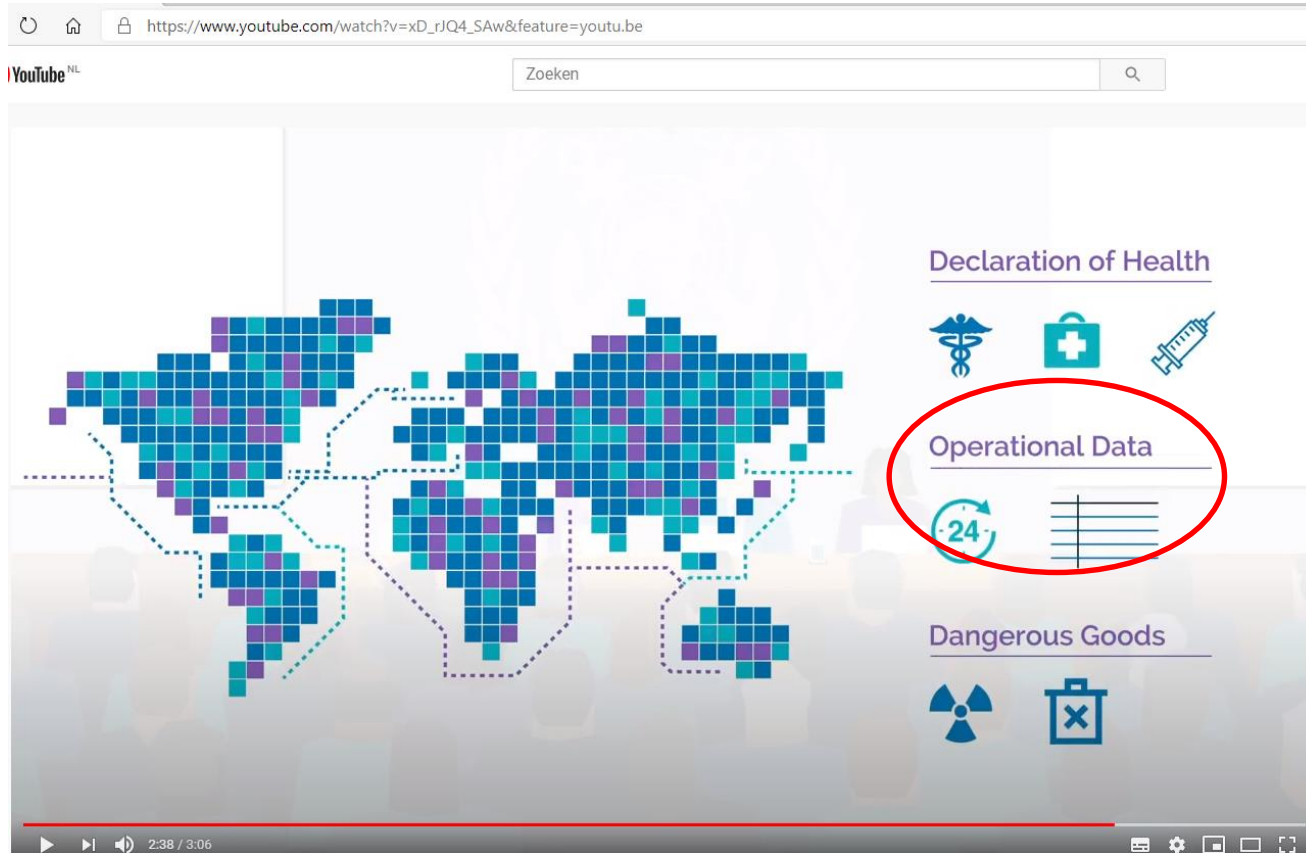 https://www.youtube.com/watch?v=xD_rJQ4_SAw&feature=youtu.be
YouTube NL
Zoeken
Declaration of Health
Operational Data
24
Dangerous Goods
2:38 / 3:06